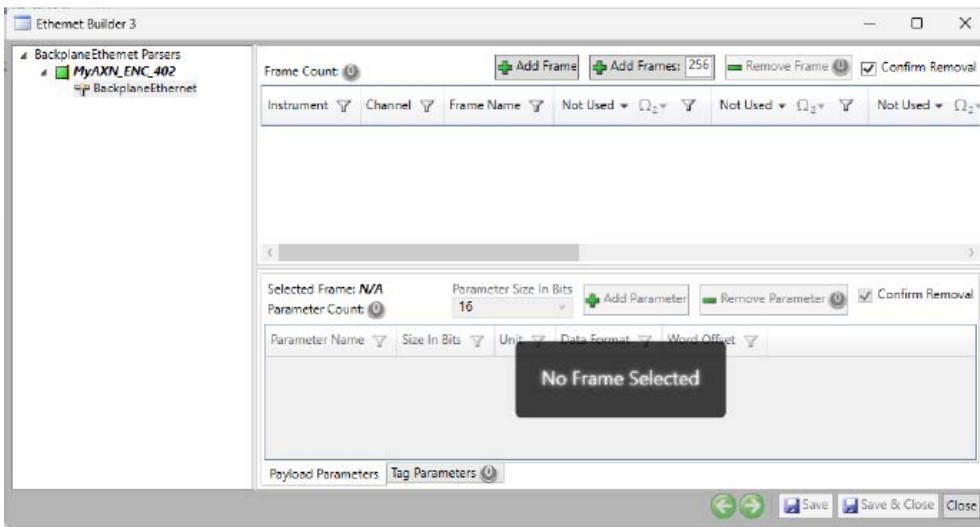 Ethernet Builder 3
BackplaneEthernet Parsers
MyAXN_ENC_402
BackplaneEthernet
Frame Count: 0
Add Frame
Add Frames: 256
Remove Frame 0
Confirm Removal
Instrument Channel Frame Name Not Used Ω2 Not Used Ω2 Not Used Ω2
Selected Frame: N/A
Parameter Count: 0
Parameter Size In Bits
16
Add Parameter
Remove Parameter 0
Confirm Removal
Parameter Name Size In Bits Unit Data Format Word Offset
No Frame Selected
Payload Parameters Tag Parameters 0
Save Save & Close Close